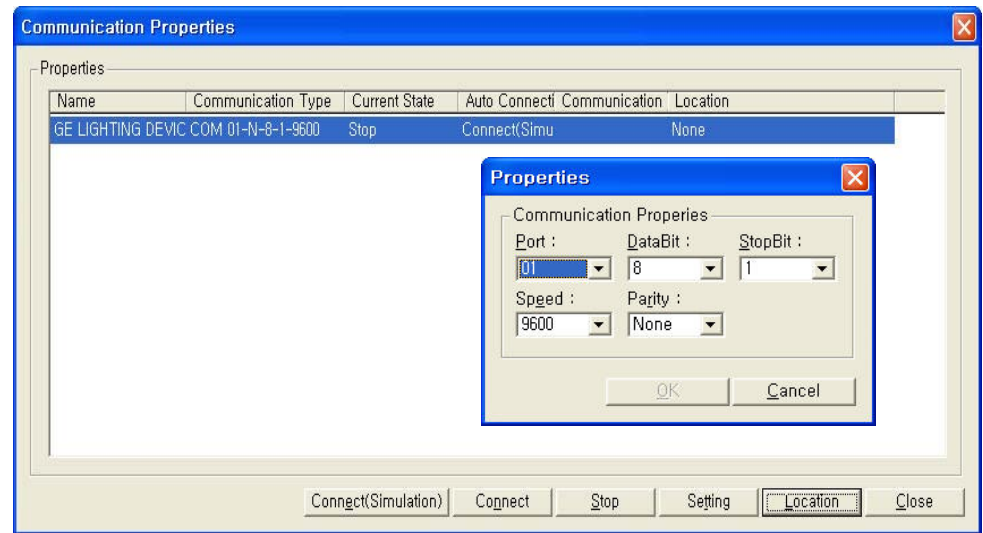 Communication Properties
Properties
Name Communication Type Current State Auto Connecti Communication Location
GE LIGHTING DEVIC COM 01-N-8-1-9600 Stop Connect(Simu None
Properties
Communication Properies
Port : DataBit : StopBit :
01 8 1
Speed : Parity :
9600 None
OK Cancel
Connect(Simulation) Connect Stop Setting Location Close